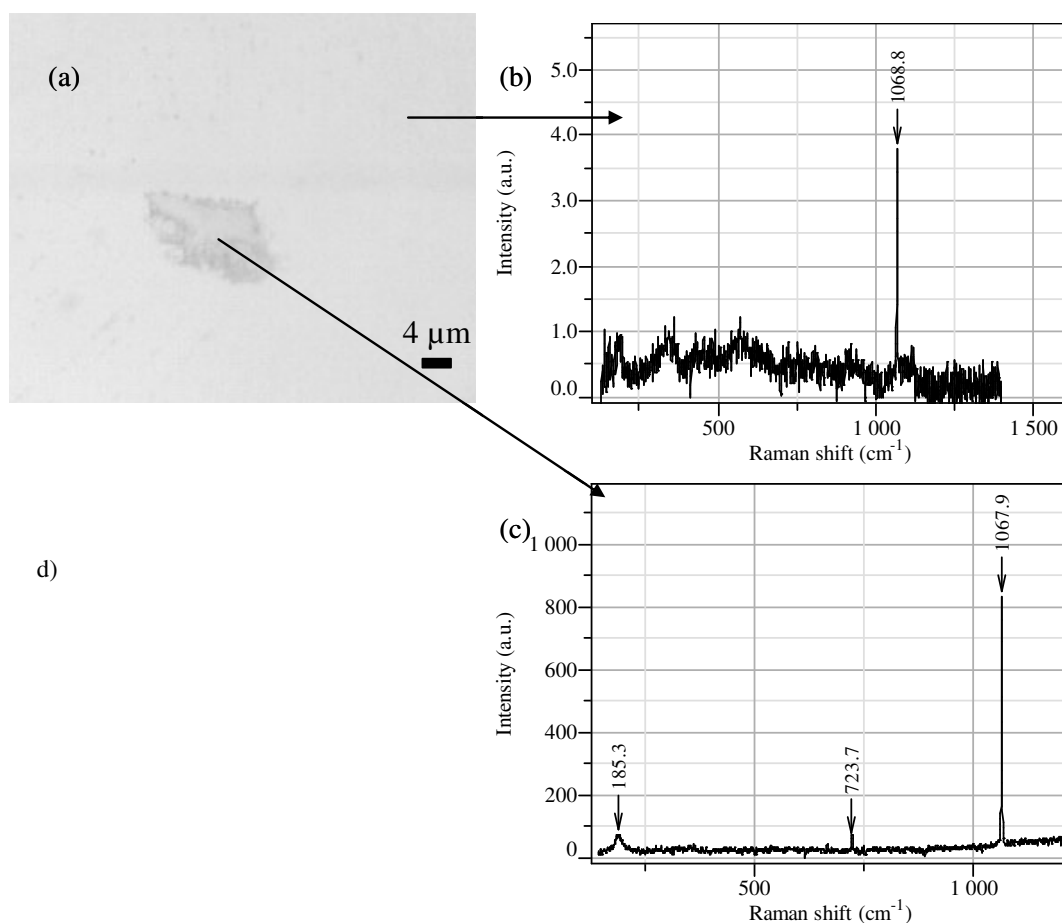 (a)
4 µm
(b)
1068.8
5.0
4.0
3.0
2.0
1.0
0.0
Intensity (a.u.)
500
1 000
1 500
Raman shift (cm-1)
d)
(c)
1067.9
723.7
185.3
1 000
800
600
400
200
0
Intensity (a.u.)
500
1 000
Raman shift (cm-1)